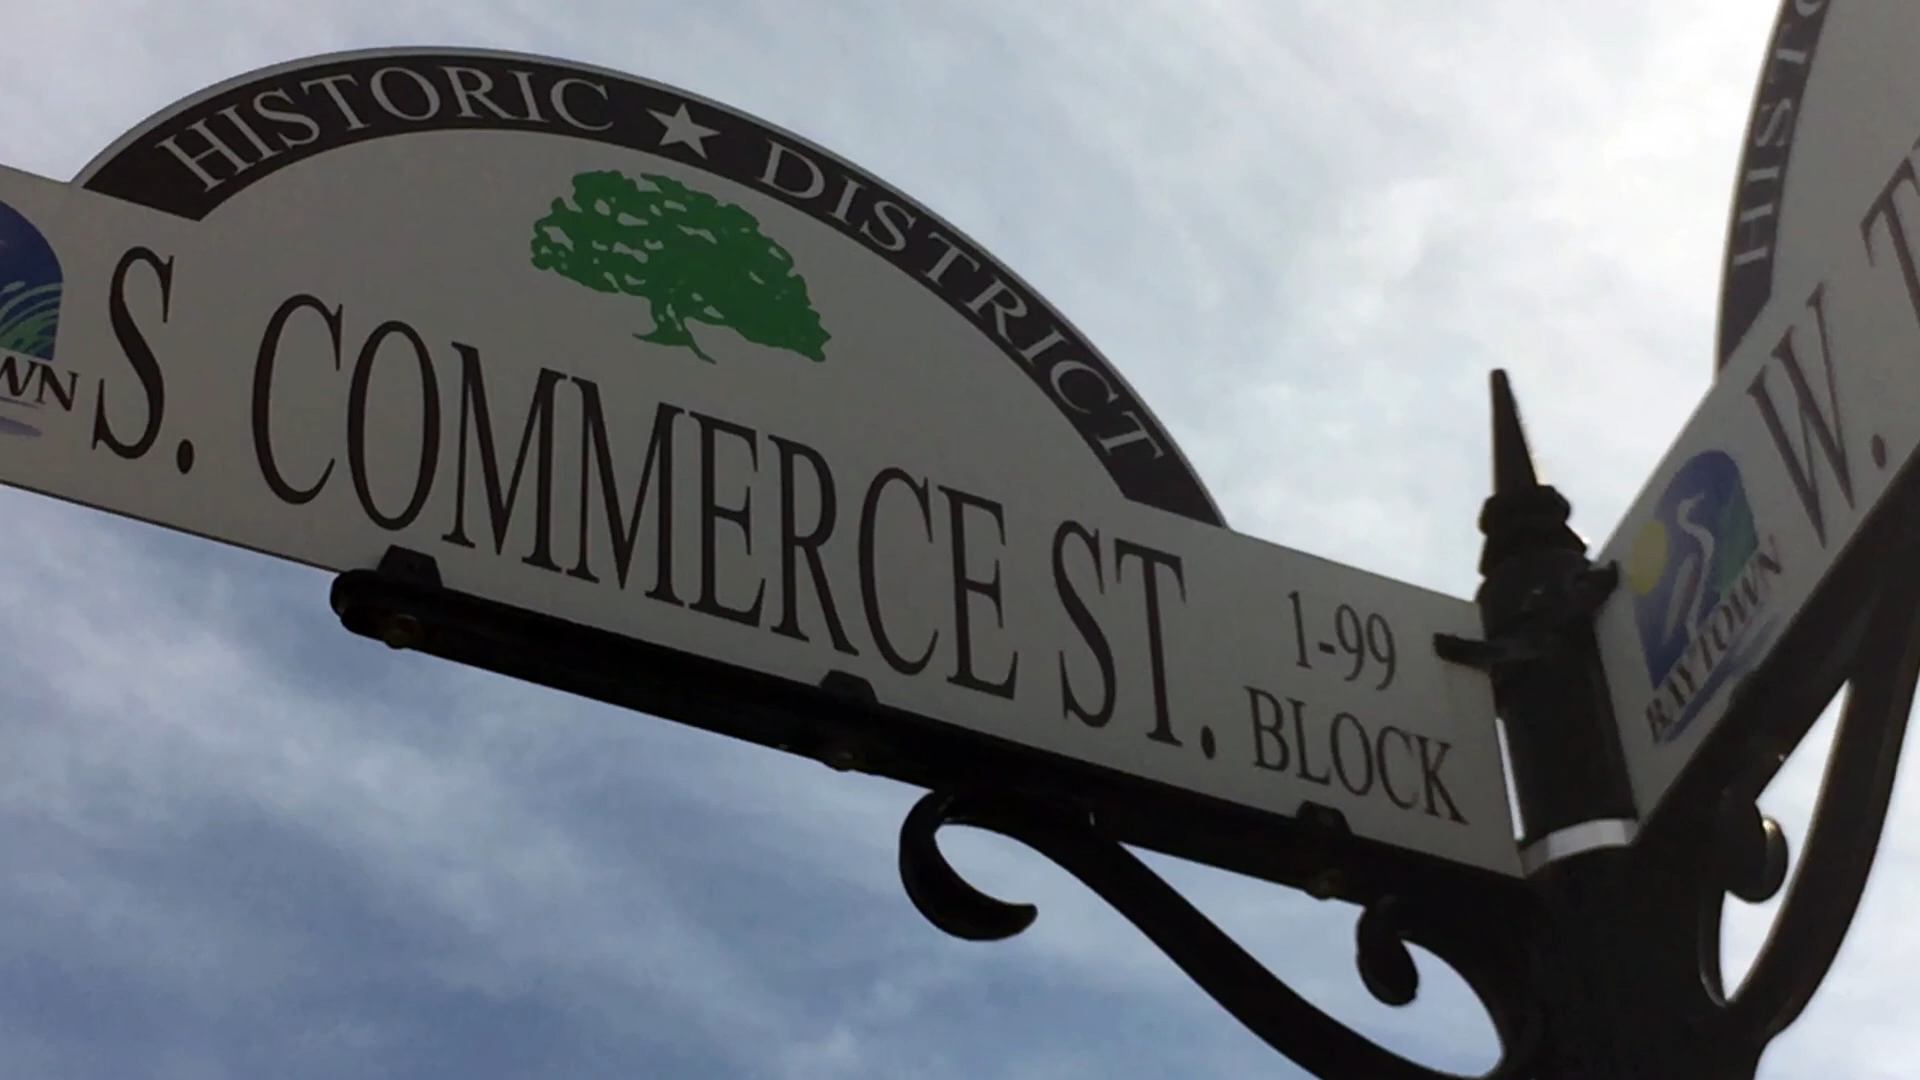 HISTORIC ★ DISTRICT
S. COMMERCE ST.
1-99
BLOCK
W.
BAYTOWN